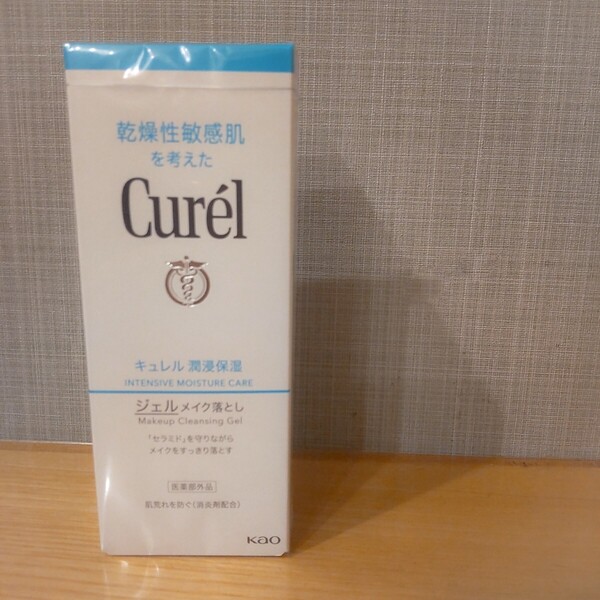 乾燥性敏感肌
を考えた
Curél
キュレル 潤浸保湿
INTENSIVE MOISTURE CARE
ジェルメイク落とし
Makeup Cleansing Gel
「セラミド」を守りながら
メイクをすっきり落とす
医薬部外品
肌荒れを防ぐ(消炎剤配合)
Kao